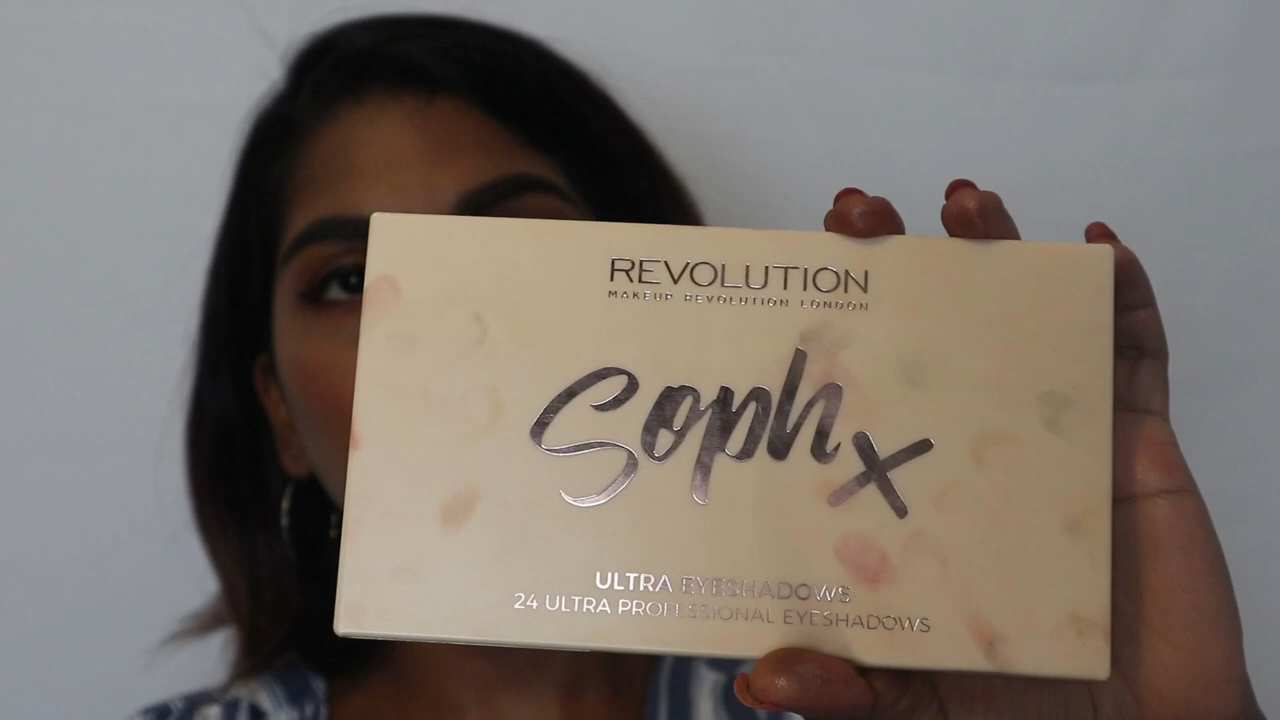 REVOLUTION
MAKEUP REVOLUTION LONDON
Soph x
ULTRA EYESHADOWS
24 ULTRA PROFESSIONAL EYESHADOWS